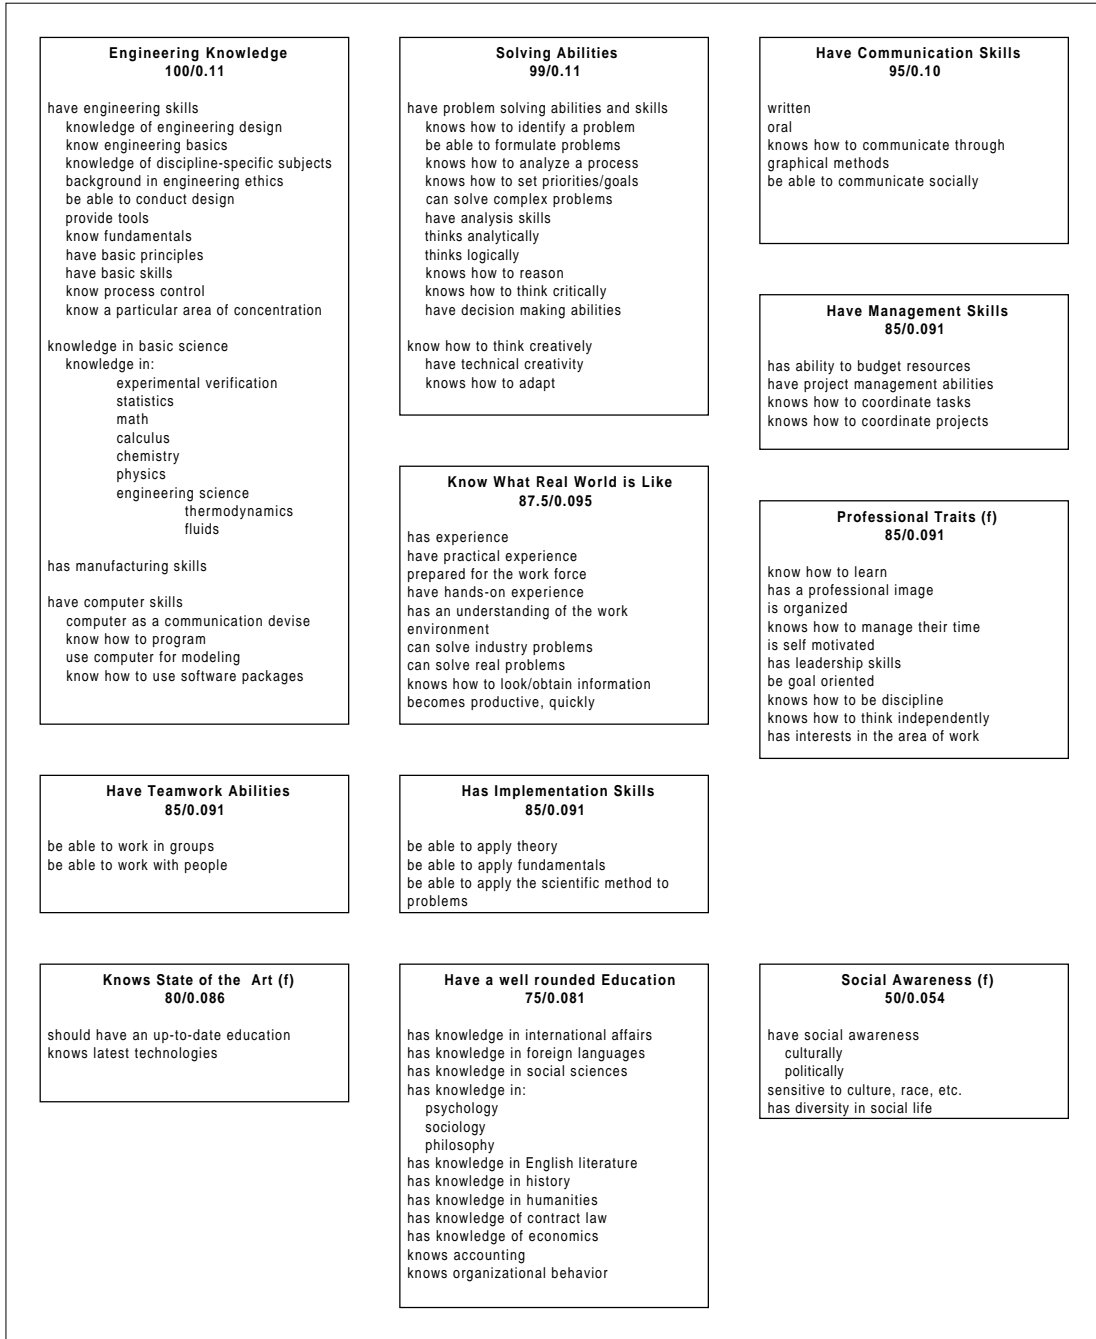 Engineering Knowledge
100/0.11
have engineering skills
knowledge of engineering design
know engineering basics
knowledge of discipline-specific subjects
background in engineering ethics
be able to conduct design
provide tools
know fundamentals
have basic principles
have basic skills
know process control
know a particular area of concentration
knowledge in basic science
knowledge in:
experimental verification
statistics
math
calculus
chemistry
physics
engineering science
thermodynamics
fluids
has manufacturing skills
have computer skills
computer as a communication devise
know how to program
use computer for modeling
know how to use software packages
Solving Abilities
99/0.11
have problem solving abilities and skills
knows how to identify a problem
be able to formulate problems
knows how to analyze a process
knows how to set priorities/goals
can solve complex problems
have analysis skills
thinks analytically
thinks logically
knows how to reason
knows how to think critically
have decision making abilities
know how to think creatively
have technical creativity
knows how to adapt
Have Communication Skills
95/0.10
written
oral
knows how to communicate through
graphical methods
be able to communicate socially
Have Management Skills
85/0.091
has ability to budget resources
have project management abilities
knows how to coordinate tasks
knows how to coordinate projects
Know What Real World is Like
87.5/0.095
has experience
have practical experience
prepared for the work force
have hands-on experience
has an understanding of the work
environment
can solve industry problems
can solve real problems
knows how to look/obtain information
becomes productive, quickly
Professional Traits (f)
85/0.091
know how to learn
has a professional image
is organized
knows how to manage their time
is self motivated
has leadership skills
be goal oriented
knows how to be discipline
knows how to think independently
has interests in the area of work
Have Teamwork Abilities
85/0.091
be able to work in groups
be able to work with people
Has Implementation Skills
85/0.091
be able to apply theory
be able to apply fundamentals
be able to apply the scientific method to
problems
Knows State of the Art (f)
80/0.086
should have an up-to-date education
knows latest technologies
Have a well rounded Education
75/0.081
has knowledge in international affairs
has knowledge in foreign languages
has knowledge in social sciences
has knowledge in:
psychology
sociology
philosophy
has knowledge in English literature
has knowledge in history
has knowledge in humanities
has knowledge of contract law
has knowledge of economics
knows accounting
knows organizational behavior
Social Awareness (f)
50/0.054
have social awareness
culturally
politically
sensitive to culture, race, etc.
has diversity in social life